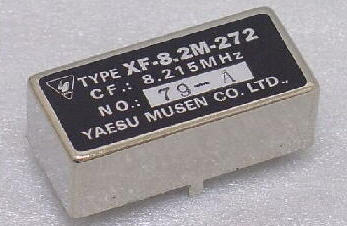 TYPE XF-8.2M-272
CF.: 8.215MHz
NO.: 79-A
YAESU MUSEN CO. LTD..